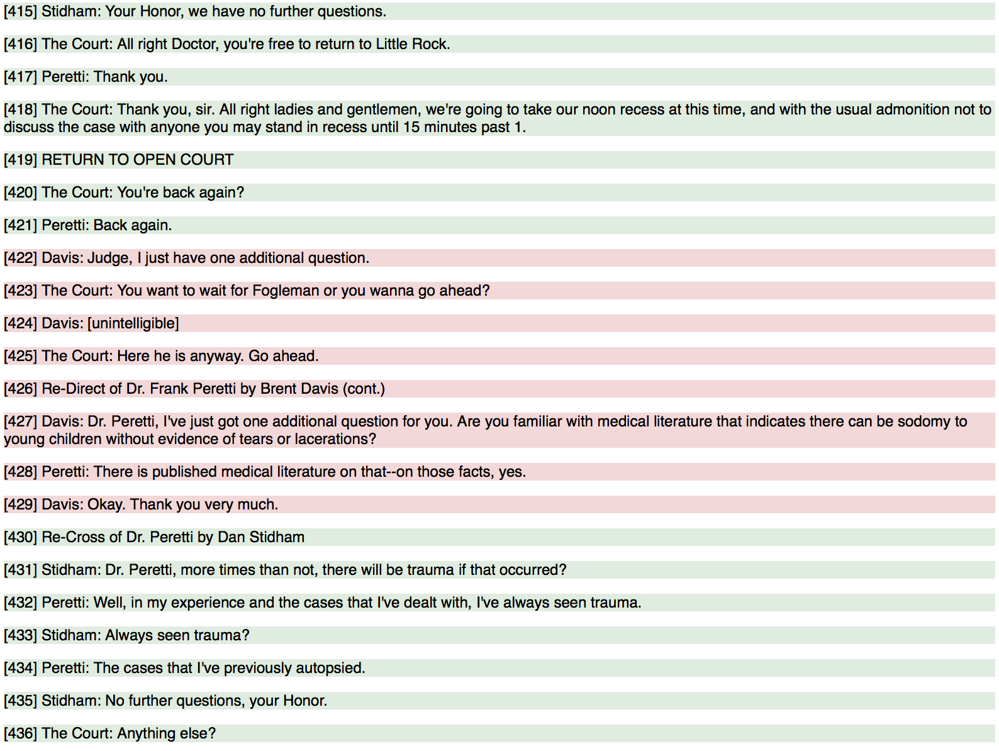 [415] Stidham: Your Honor, we have no further questions.
[416] The Court: All right Doctor, you're free to return to Little Rock.
[417] Peretti: Thank you.
[418] The Court: Thank you, sir. All right ladies and gentlemen, we're going to take our noon recess at this time, and with the usual admonition not to
discuss the case with anyone you may stand in recess until 15 minutes past 1.
[419] RETURN TO OPEN COURT
[420] The Court: You're back again?
[421] Peretti: Back again.
[422] Davis: Judge, I just have one additional question.
[423] The Court: You want to wait for Fogleman or you wanna go ahead?
[424] Davis: [unintelligible]
[425] The Court: Here he is anyway. Go ahead.
[426] Re-Direct of Dr. Frank Peretti by Brent Davis (cont.)
[427] Davis: Dr. Peretti, I've just got one additional question for you. Are you familiar with medical literature that indicates there can be sodomy to
young children without evidence of tears or lacerations?
[428] Peretti: There is published medical literature on that--on those facts, yes.
[429] Davis: Okay. Thank you very much.
[430] Re-Cross of Dr. Peretti by Dan Stidham
[431] Stidham: Dr. Peretti, more times than not, there will be trauma if that occurred?
[432] Peretti: Well, in my experience and the cases that I've dealt with, I've always seen trauma.
[433] Stidham: Always seen trauma?
[434] Peretti: The cases that I've previously autopsied.
[435] Stidham: No further questions, your Honor.
[436] The Court: Anything else?